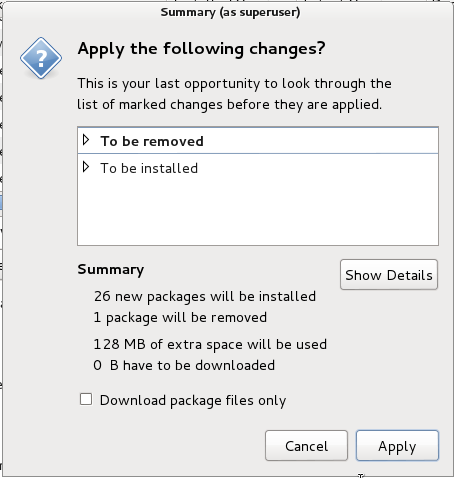 Summary (as superuser)
Apply the following changes?
This is your last opportunity to look through the
list of marked changes before they are applied.
To be removed
To be installed
Summary
Show Details
26 new packages will be installed
1 package will be removed
128 MB of extra space will be used
0 B have to be downloaded
Download package files only
Cancel
Apply